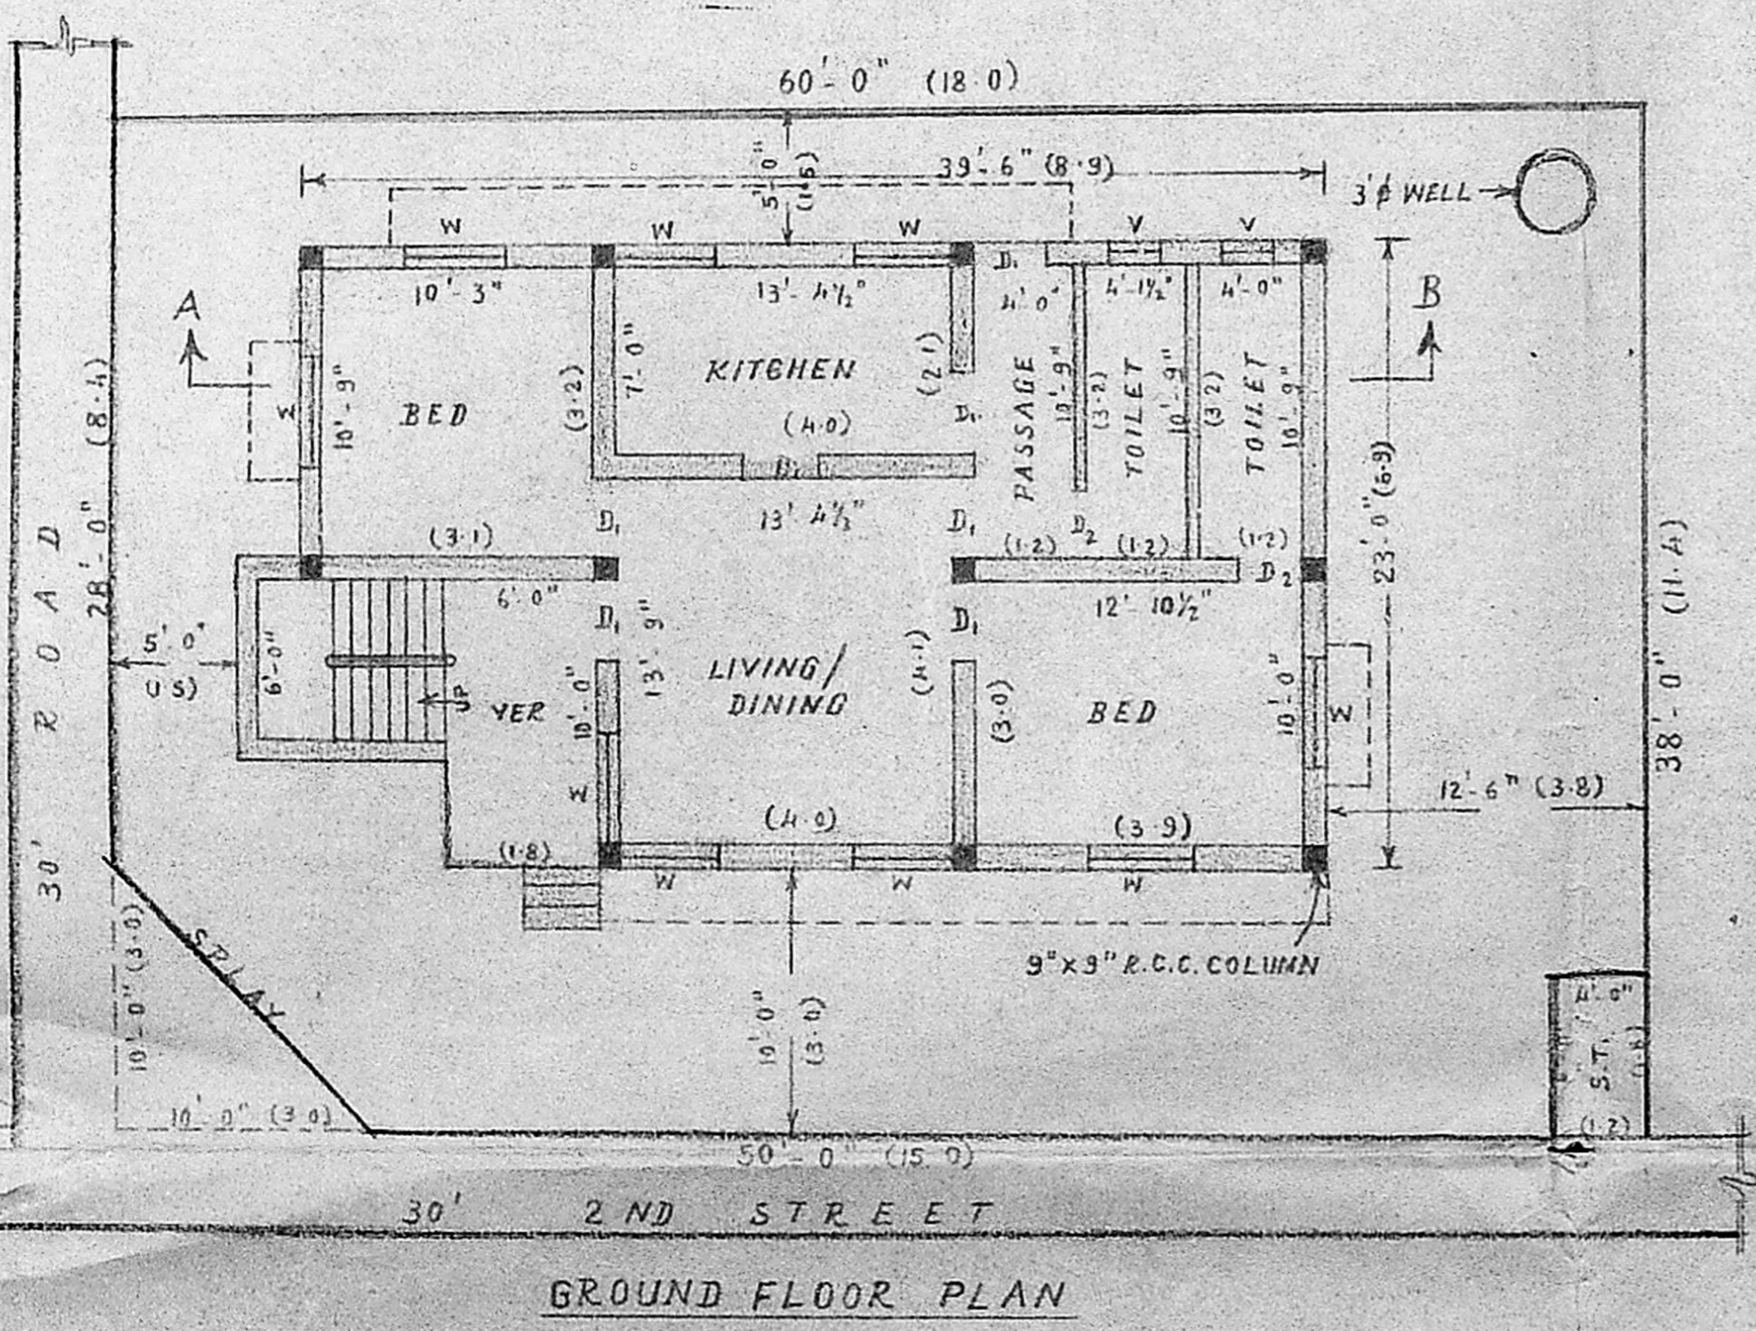 60'-0" (18.0)
39'-6" (8.9)
5'-0"
(1.5)
3'ϕ WELL
W
W
W
V
V
D₁
10'-3"
13'-4½"
4'-0"
4'-1½"
4'-0"
A
B
28'-0" (8.4)
W
10'-9"
BED
(3.2)
7'-0"
KITCHEN
(4.0)
(2.1)
D₁
PASSAGE
10'-9"
(3.2)
TOILET
10'-9"
(3.2)
TOILET
10'-9"
23'-0" (6.9)
38'-0" (11.4)
D₁
13'-4½"
(3.1)
D₁
D₁
(1.2)
D₂
(1.2)
(1.2)
D₂
6'-0"
12'-10½"
30' ROAD
5'-0"
6'-0"
UP
VER
D₁
10'-0"
13'-9"
LIVING/
DINING
(4.1)
D₁
(3.0)
BED
10'-0"
W
12'-6" (3.8)
W
(1.8)
(4.0)
(3.9)
W
W
W
9"X9" R.C.C. COLUMN
SPLAY
10'-0" (3.0)
10'-0" (3.0)
10'-0"
(3.0)
4'-0"
S.T.
(1.2)
50'-0" (15.0)
30' 2ND STREET
GROUND FLOOR PLAN